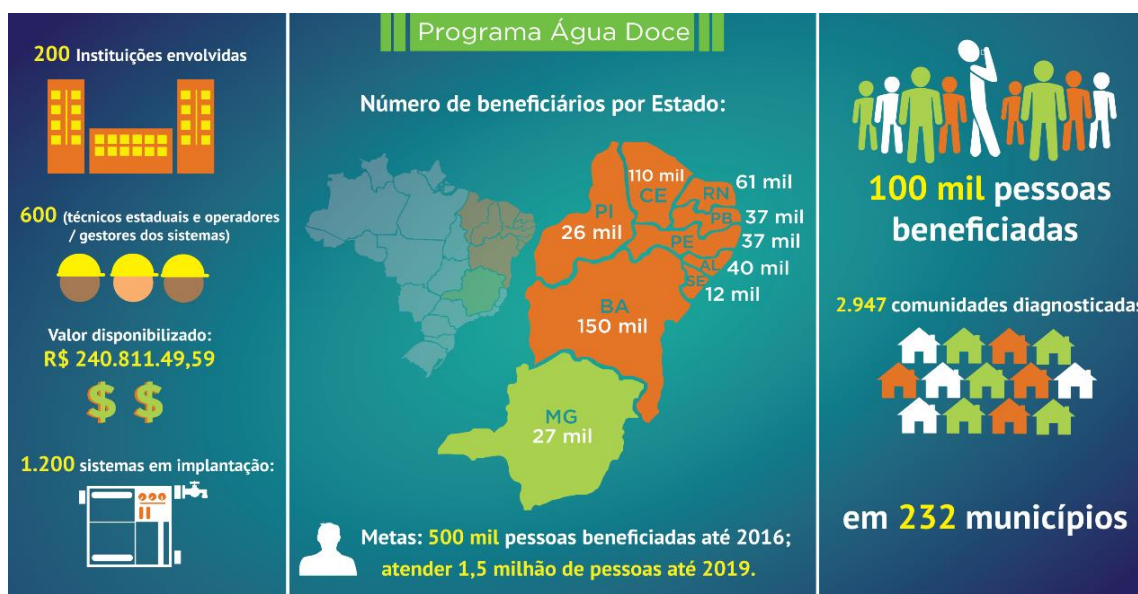 200 Instituições envolvidas
600 (técnicos estaduais e operadores
/ gestores dos sistemas)
Valor disponibilizado:
R$ 240.811.49,59
$ $
1.200 sistemas em implantação:
Programa Água Doce
Número de beneficiários por Estado:
110 mil
CE
RN
61 mil
PI
26 mil
PB
37 mil
PE
37 mil
AL
40 mil
SE
12 mil
BA
150 mil
MG
27 mil
Metas: 500 mil pessoas beneficiadas até 2016;
atender 1,5 milhão de pessoas até 2019.
100 mil pessoas
beneficiadas
2.947 comunidades diagnosticadas
em 232 municípios